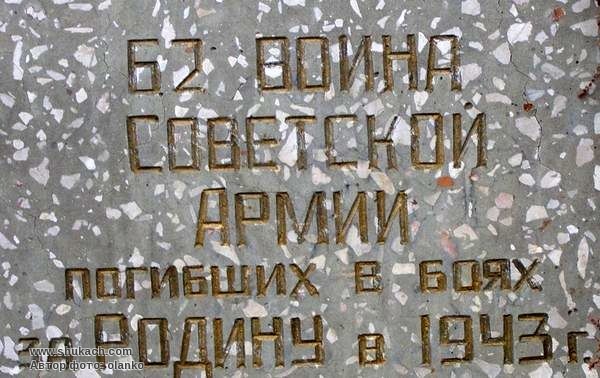 62 ВОИНА
СОВЕТСКОЙ
АРМИИ
ПОГИБШИХ В БОЯХ
ЗА РОДИНУ В 1943 г.
www.shukach.com
Автор фото: olanko